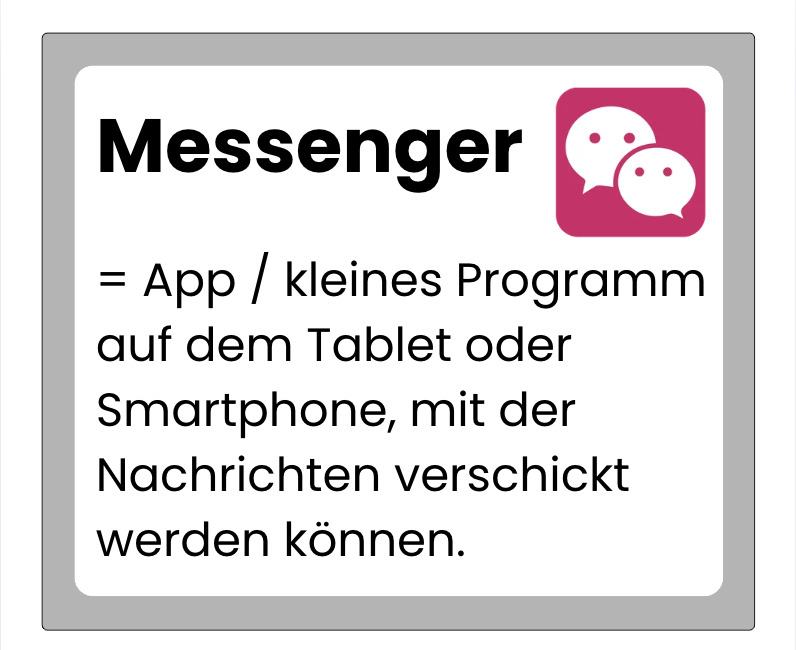 Messenger
= App / kleines Programm
auf dem Tablet oder
Smartphone, mit der
Nachrichten verschickt
werden können.